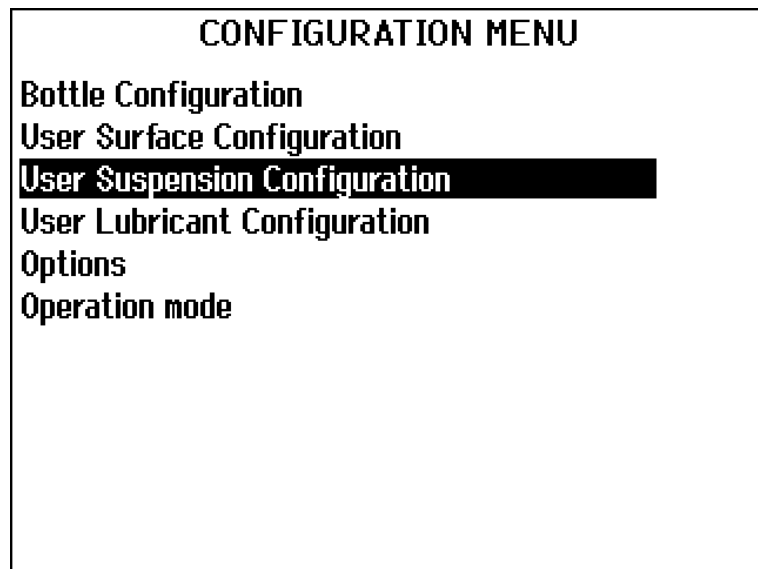 CONFIGURATION MENU
Bottle Configuration
User Surface Configuration
User Suspension Configuration
User Lubricant Configuration
Options
Operation mode